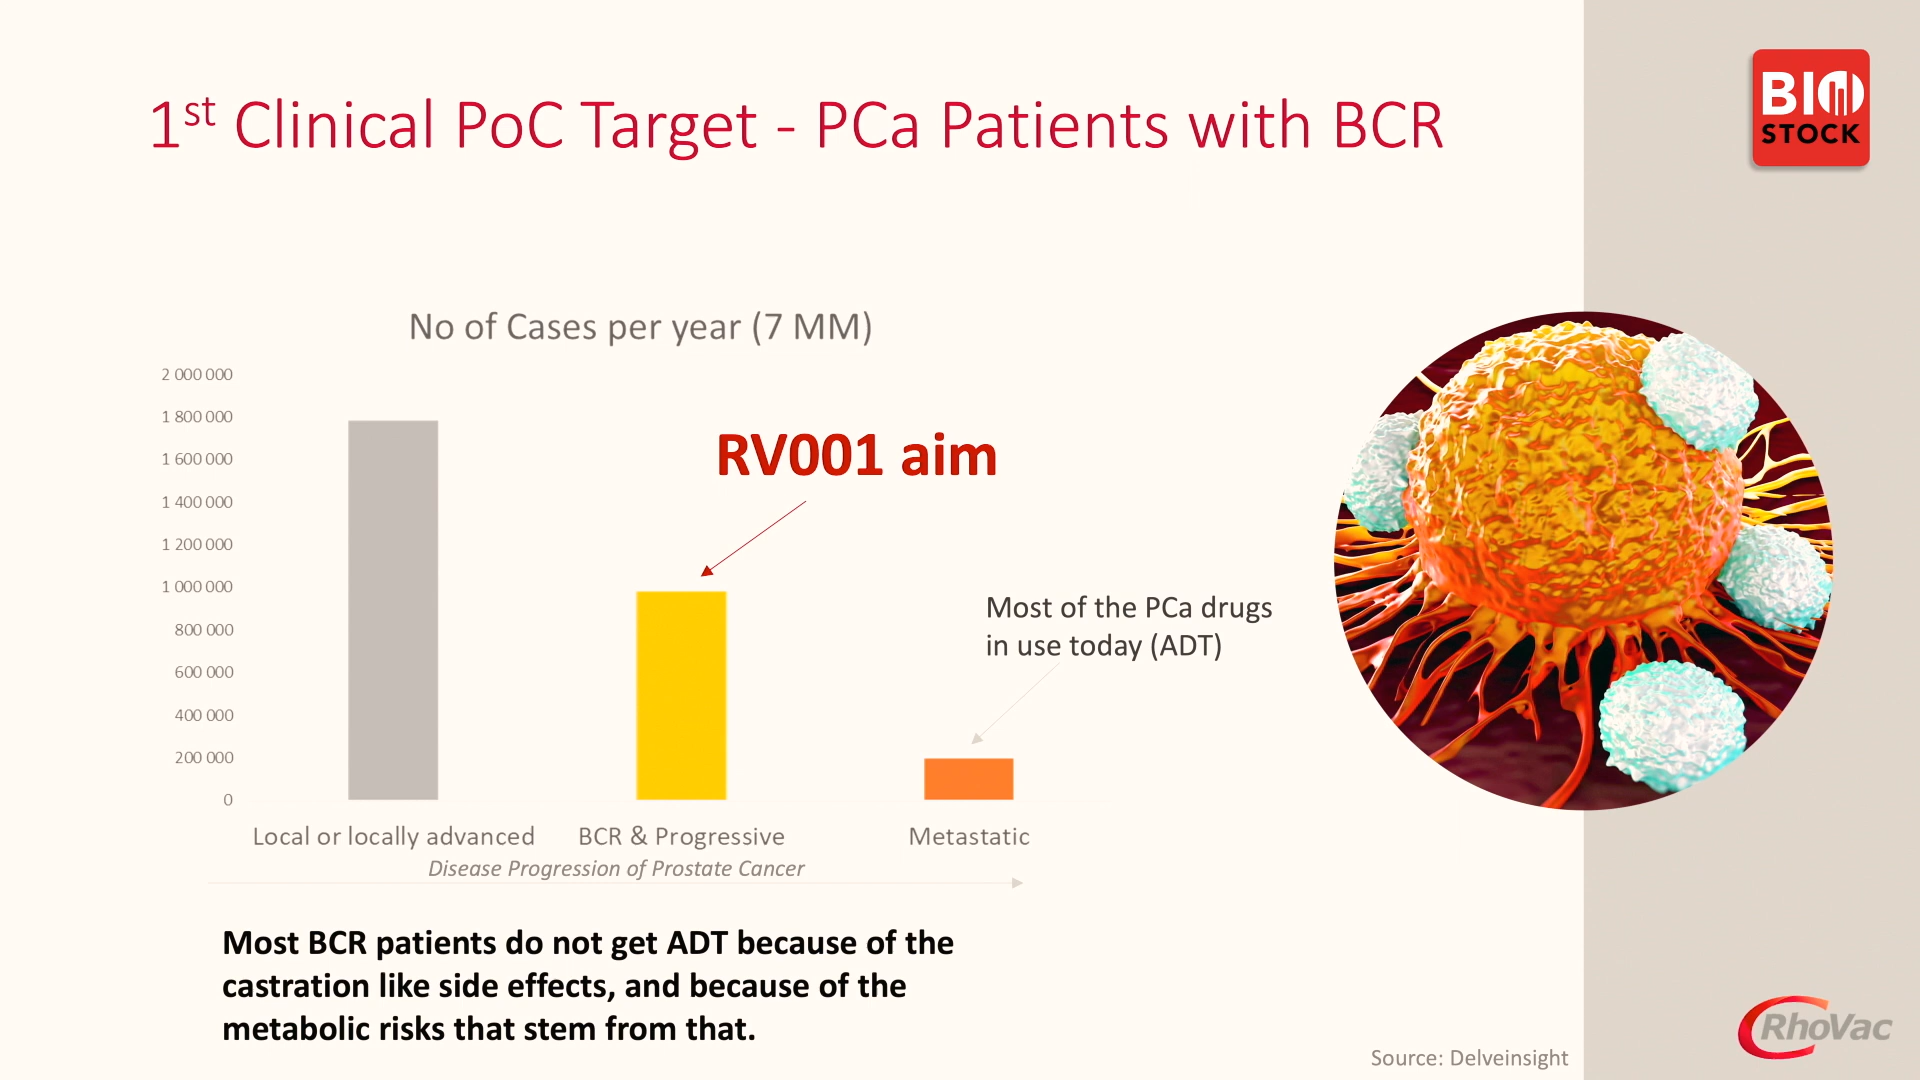 1st Clinical PoC Target - PCa Patients with BCR
BIO
STOCK
No of Cases per year (7 MM)
2 000 000
1 800 000
1 600 000
1 400 000
1 200 000
1 000 000
800 000
600 000
400 000
200 000
0
RV001 aim
Most of the PCa drugs
in use today (ADT)
Local or locally advanced
BCR & Progressive
Metastatic
Disease Progression of Prostate Cancer
Most BCR patients do not get ADT because of the
castration like side effects, and because of the
metabolic risks that stem from that.
Source: Delveinsight
RhoVac